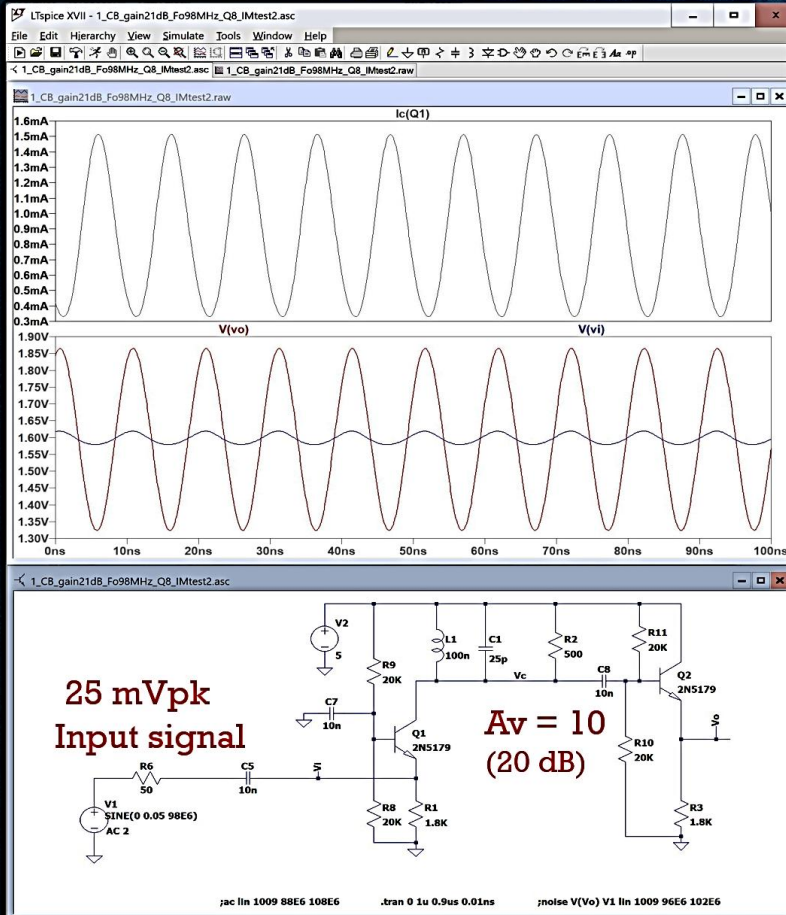 LTspice XVII - 1_CB_gain21dB_Fo98MHz_Q8_IMtest2.asc
File Edit Hierarchy View Simulate Tools Window Help
1_CB_gain21dB_Fo98MHz_Q8_IMtest2.asc 1_CB_gain21dB_Fo98MHz_Q8_IMtest2.raw
1_CB_gain21dB_Fo98MHz_Q8_IMtest2.raw
Ic(Q1)
1.6mA
1.5mA
1.4mA
1.3mA
1.2mA
1.1mA
1.0mA
0.9mA
0.8mA
0.7mA
0.6mA
0.5mA
0.4mA
0.3mA
V(vo) V(vi)
1.90V
1.85V
1.80V
1.75V
1.70V
1.65V
1.60V
1.55V
1.50V
1.45V
1.40V
1.35V
1.30V
0ns 10ns 20ns 30ns 40ns 50ns 60ns 70ns 80ns 90ns 100ns
1_CB_gain21dB_Fo98MHz_Q8_IMtest2.asc
25 mVpk
Input signal
Av = 10
(20 dB)
V2
5
R9
20K
C7
10n
L1
100n
C1
25p
R2
500
R11
20K
C8
10n
Vc
Q1
2N5179
Q2
2N5179
Vo
R10
20K
R6
50
C5
10n
Vi
V1
SINE(0 0.05 98E6)
AC 2
R8
20K
R1
1.8K
R3
1.8K
;ac lin 1009 88E6 108E6 .tran 0 1u 0.9us 0.01ns ;noise V(Vo) V1 lin 1009 96E6 102E6